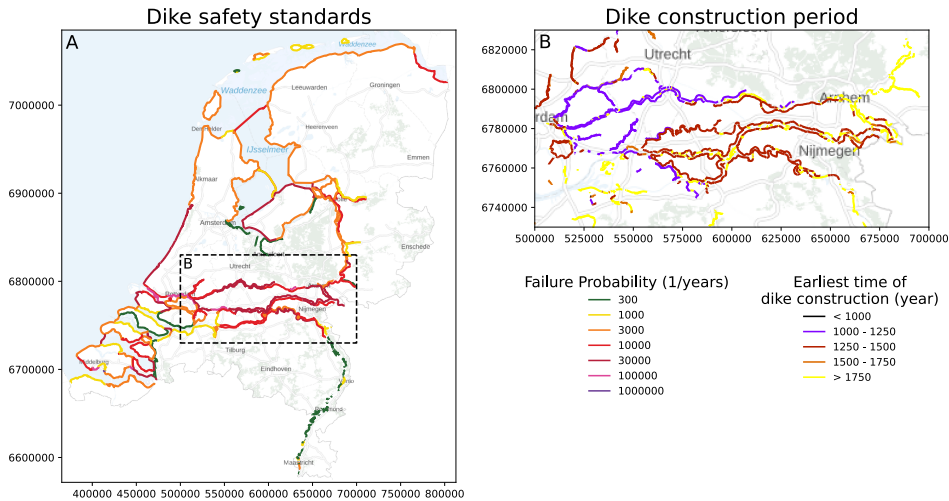 Dike safety standards
A
Waddenzee
Waddenzee
Leeuwarden
Groningen
Den Helder
Heerenveen
IJsselmeer
Emmen
Alkmaar
Amsterdam
Enschede
B
Utrecht
Nijmegen
Tilburg
Eindhoven
Middelburg
Venlo
Maastricht
7000000
6900000
6800000
6700000
6600000
400000 450000 500000 550000 600000 650000 700000 750000 800000
Dike construction period
B
Utrecht
Arnhem
rdam
Nijmegen
6820000
6800000
6780000
6760000
6740000
500000 525000 550000 575000 600000 625000 650000 675000 700000
Failure Probability (1/years)
300
1000
3000
10000
30000
100000
1000000
Earliest time of
dike construction (year)
< 1000
1000 - 1250
1250 - 1500
1500 - 1750
> 1750